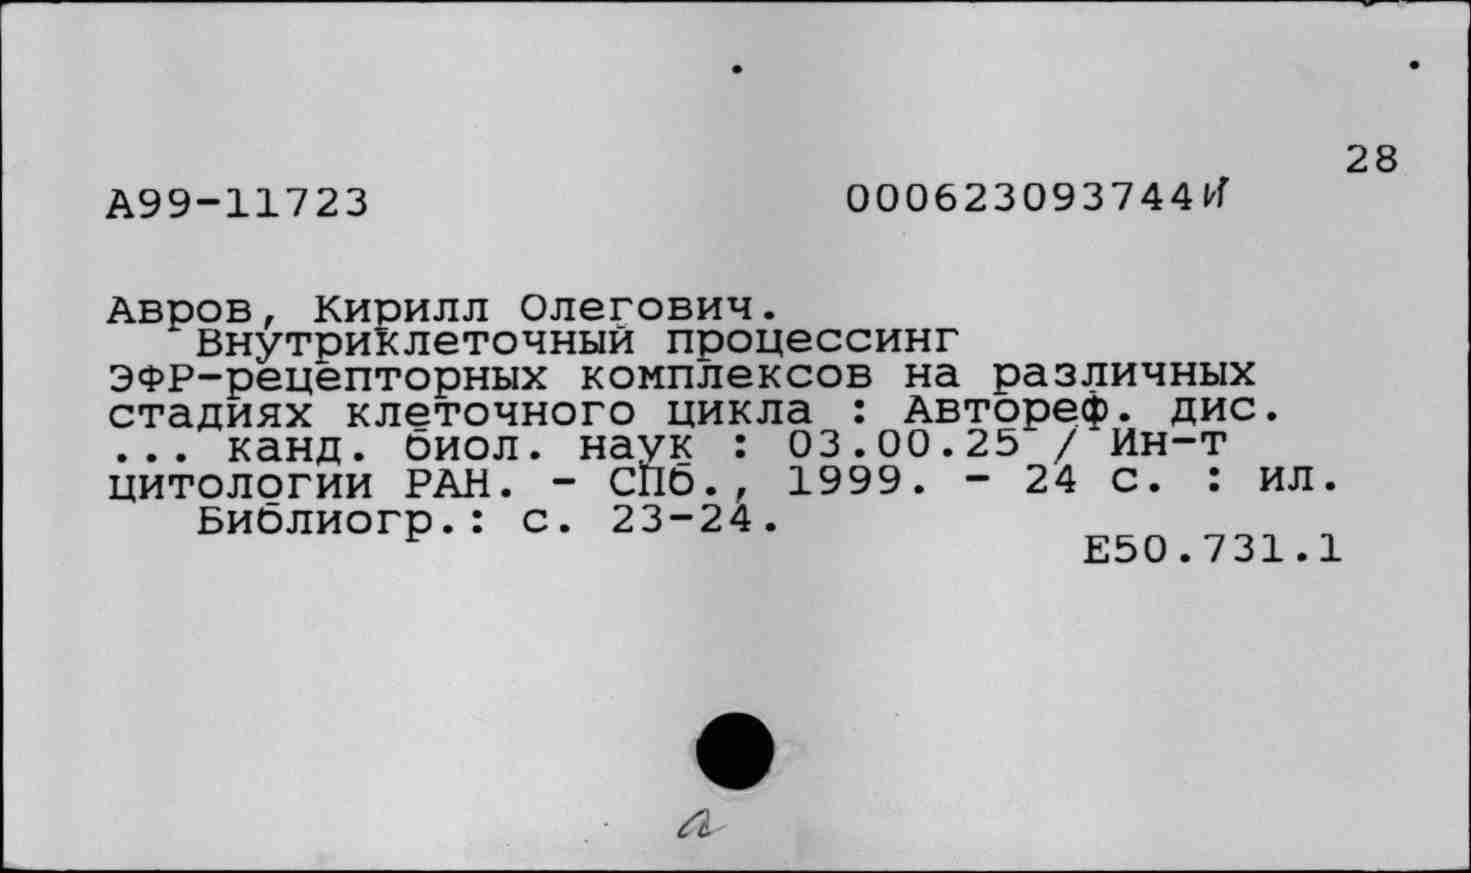 28
А99-11723 000623093744И
Авров, Кирилл Олегович.
Внутриклеточный процессинг
ЭФР-рецепторных комплексов на различных
стадиях клеточного цикла : Автореф. дис.
... канд. биол. наук : 03.00.25 / Ин-т
цитологии РАН. - СПб., 1999. - 24 с. : ил.
Библиогр.: с. 23-24.
Е50.731.1